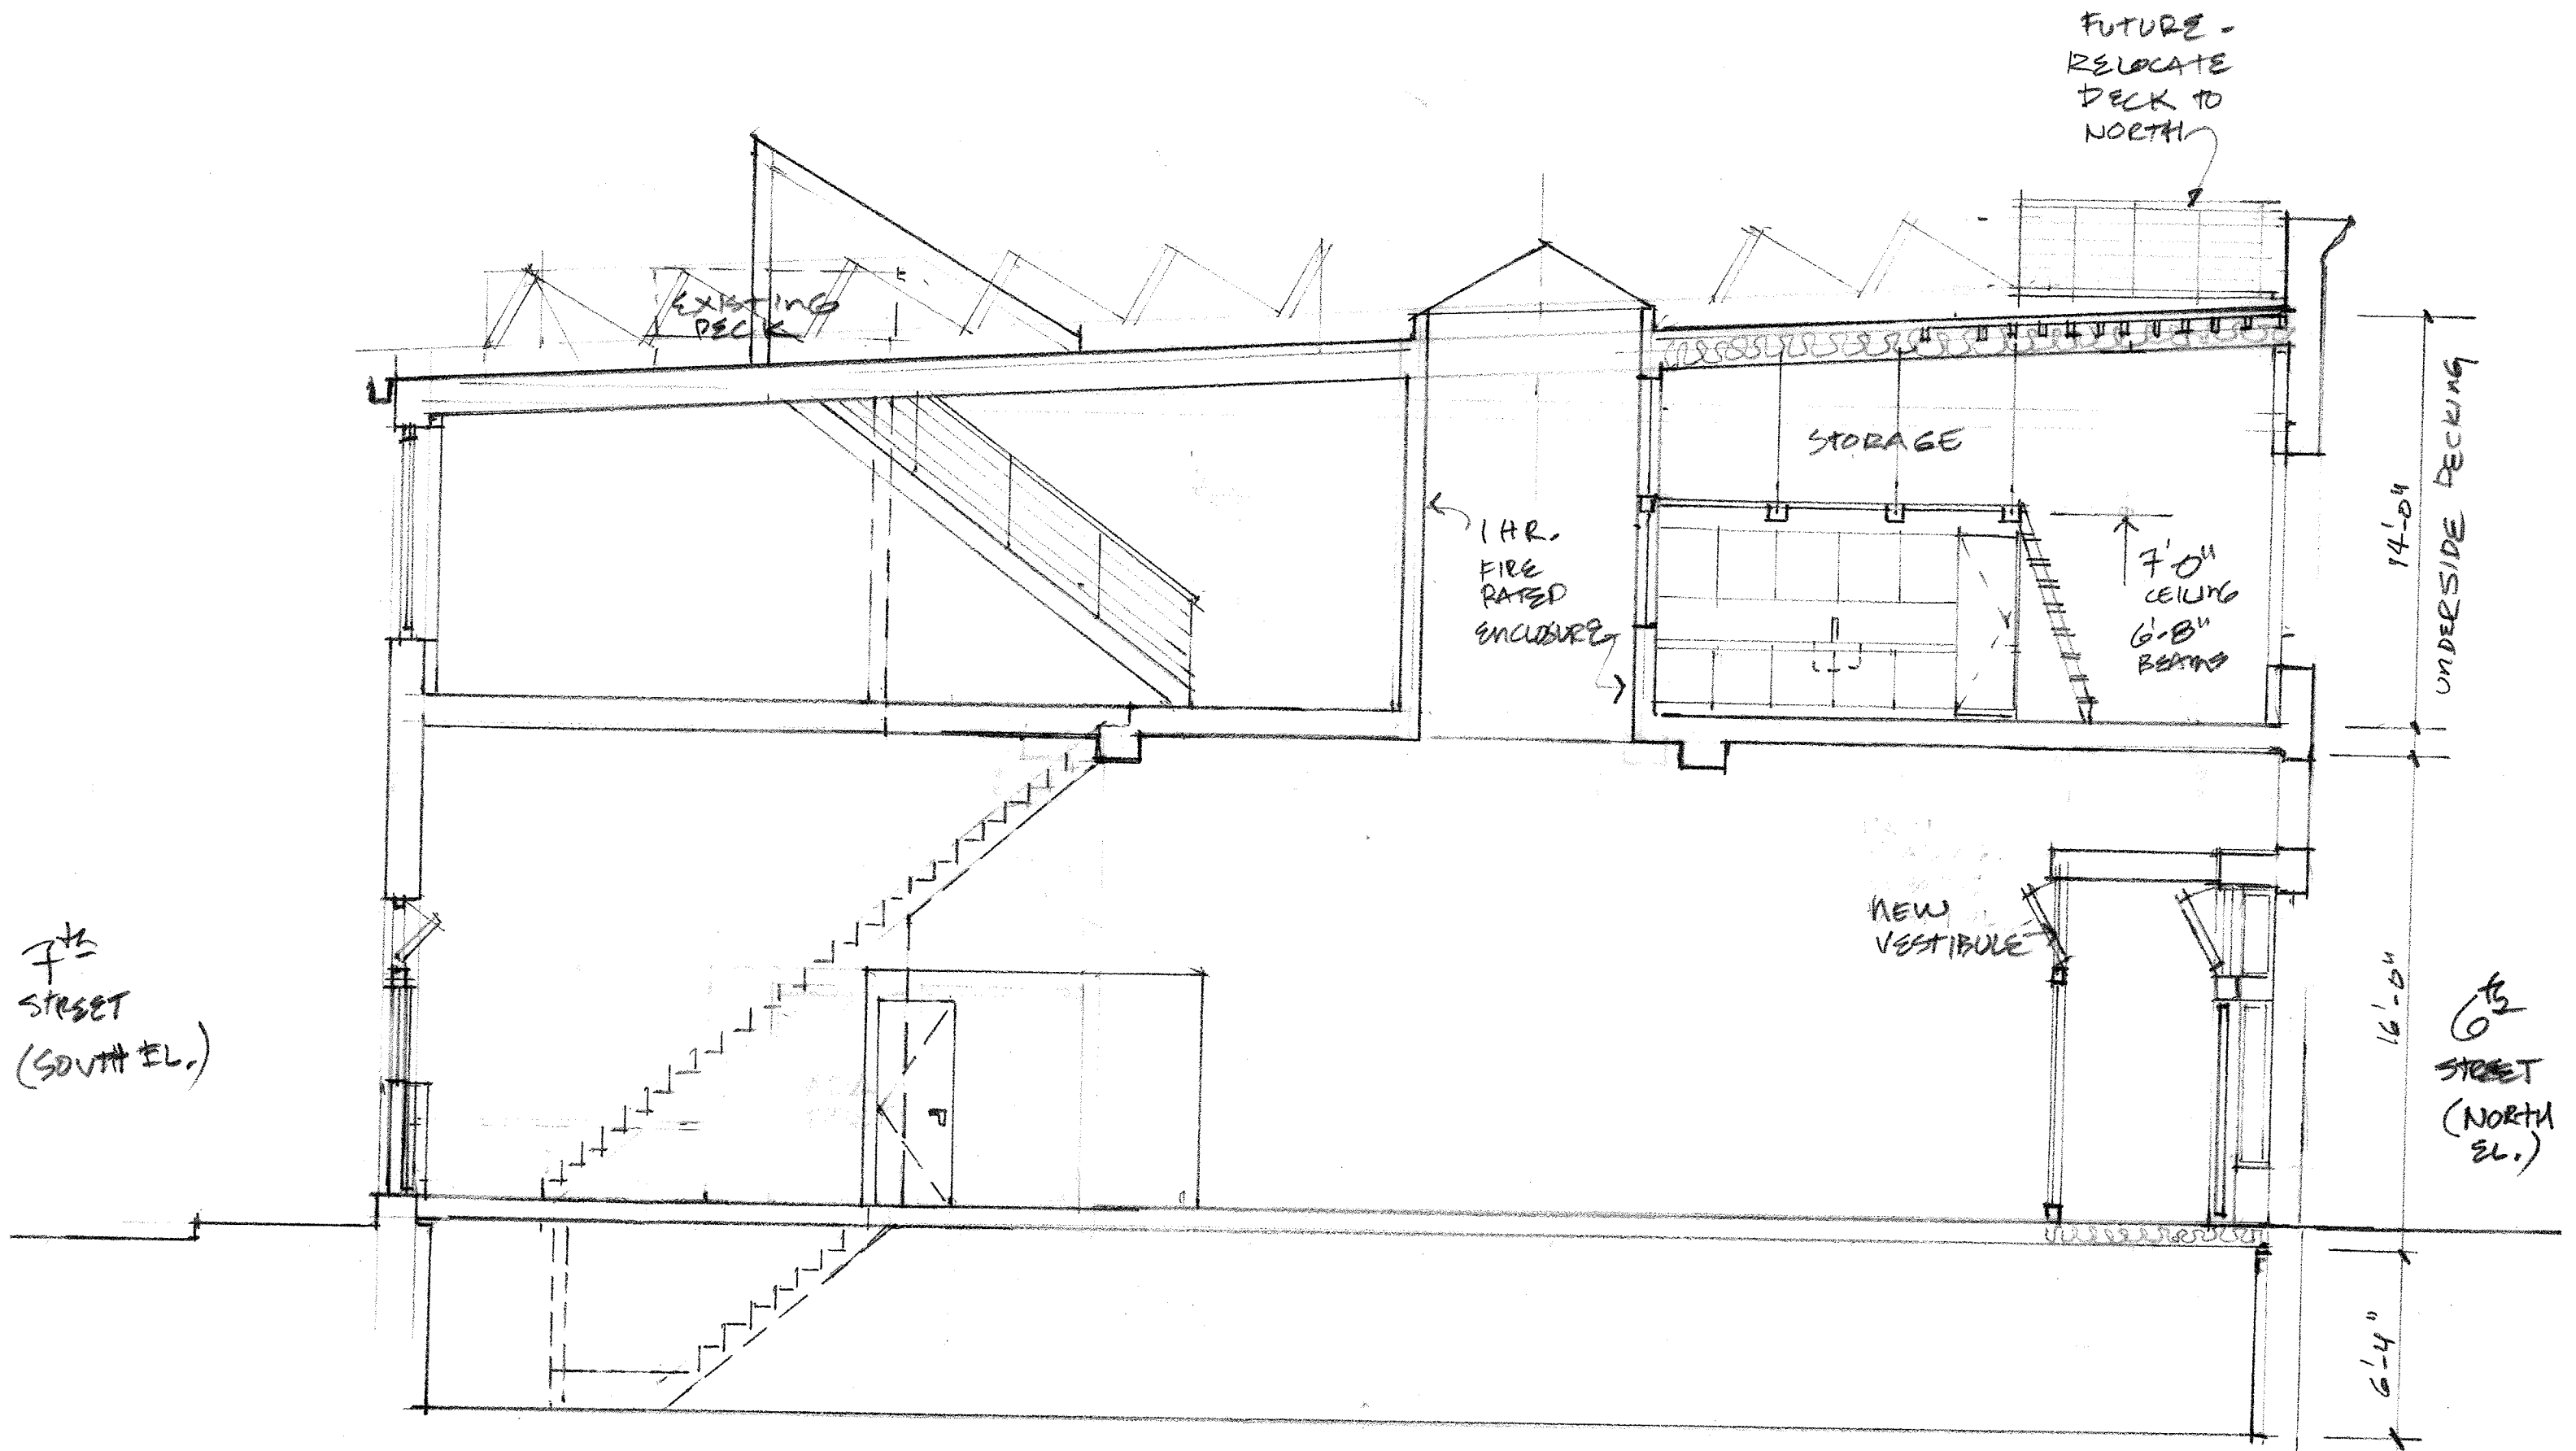 FUTURE -
RELOCATE
DECK TO
NORTH
EXISTING
DECK
STORAGE
1 HR.
FIRE
RATED
ENCLOSURE
7'-0"
CEILING
6'-8"
BEAMS
14'-0"
UNDERSIDE DECKING
NEW
VESTIBULE
7th
STREET
(SOUTH EL.)
16'-0"
6th
STREET
(NORTH
EL.)
P
6'-4"